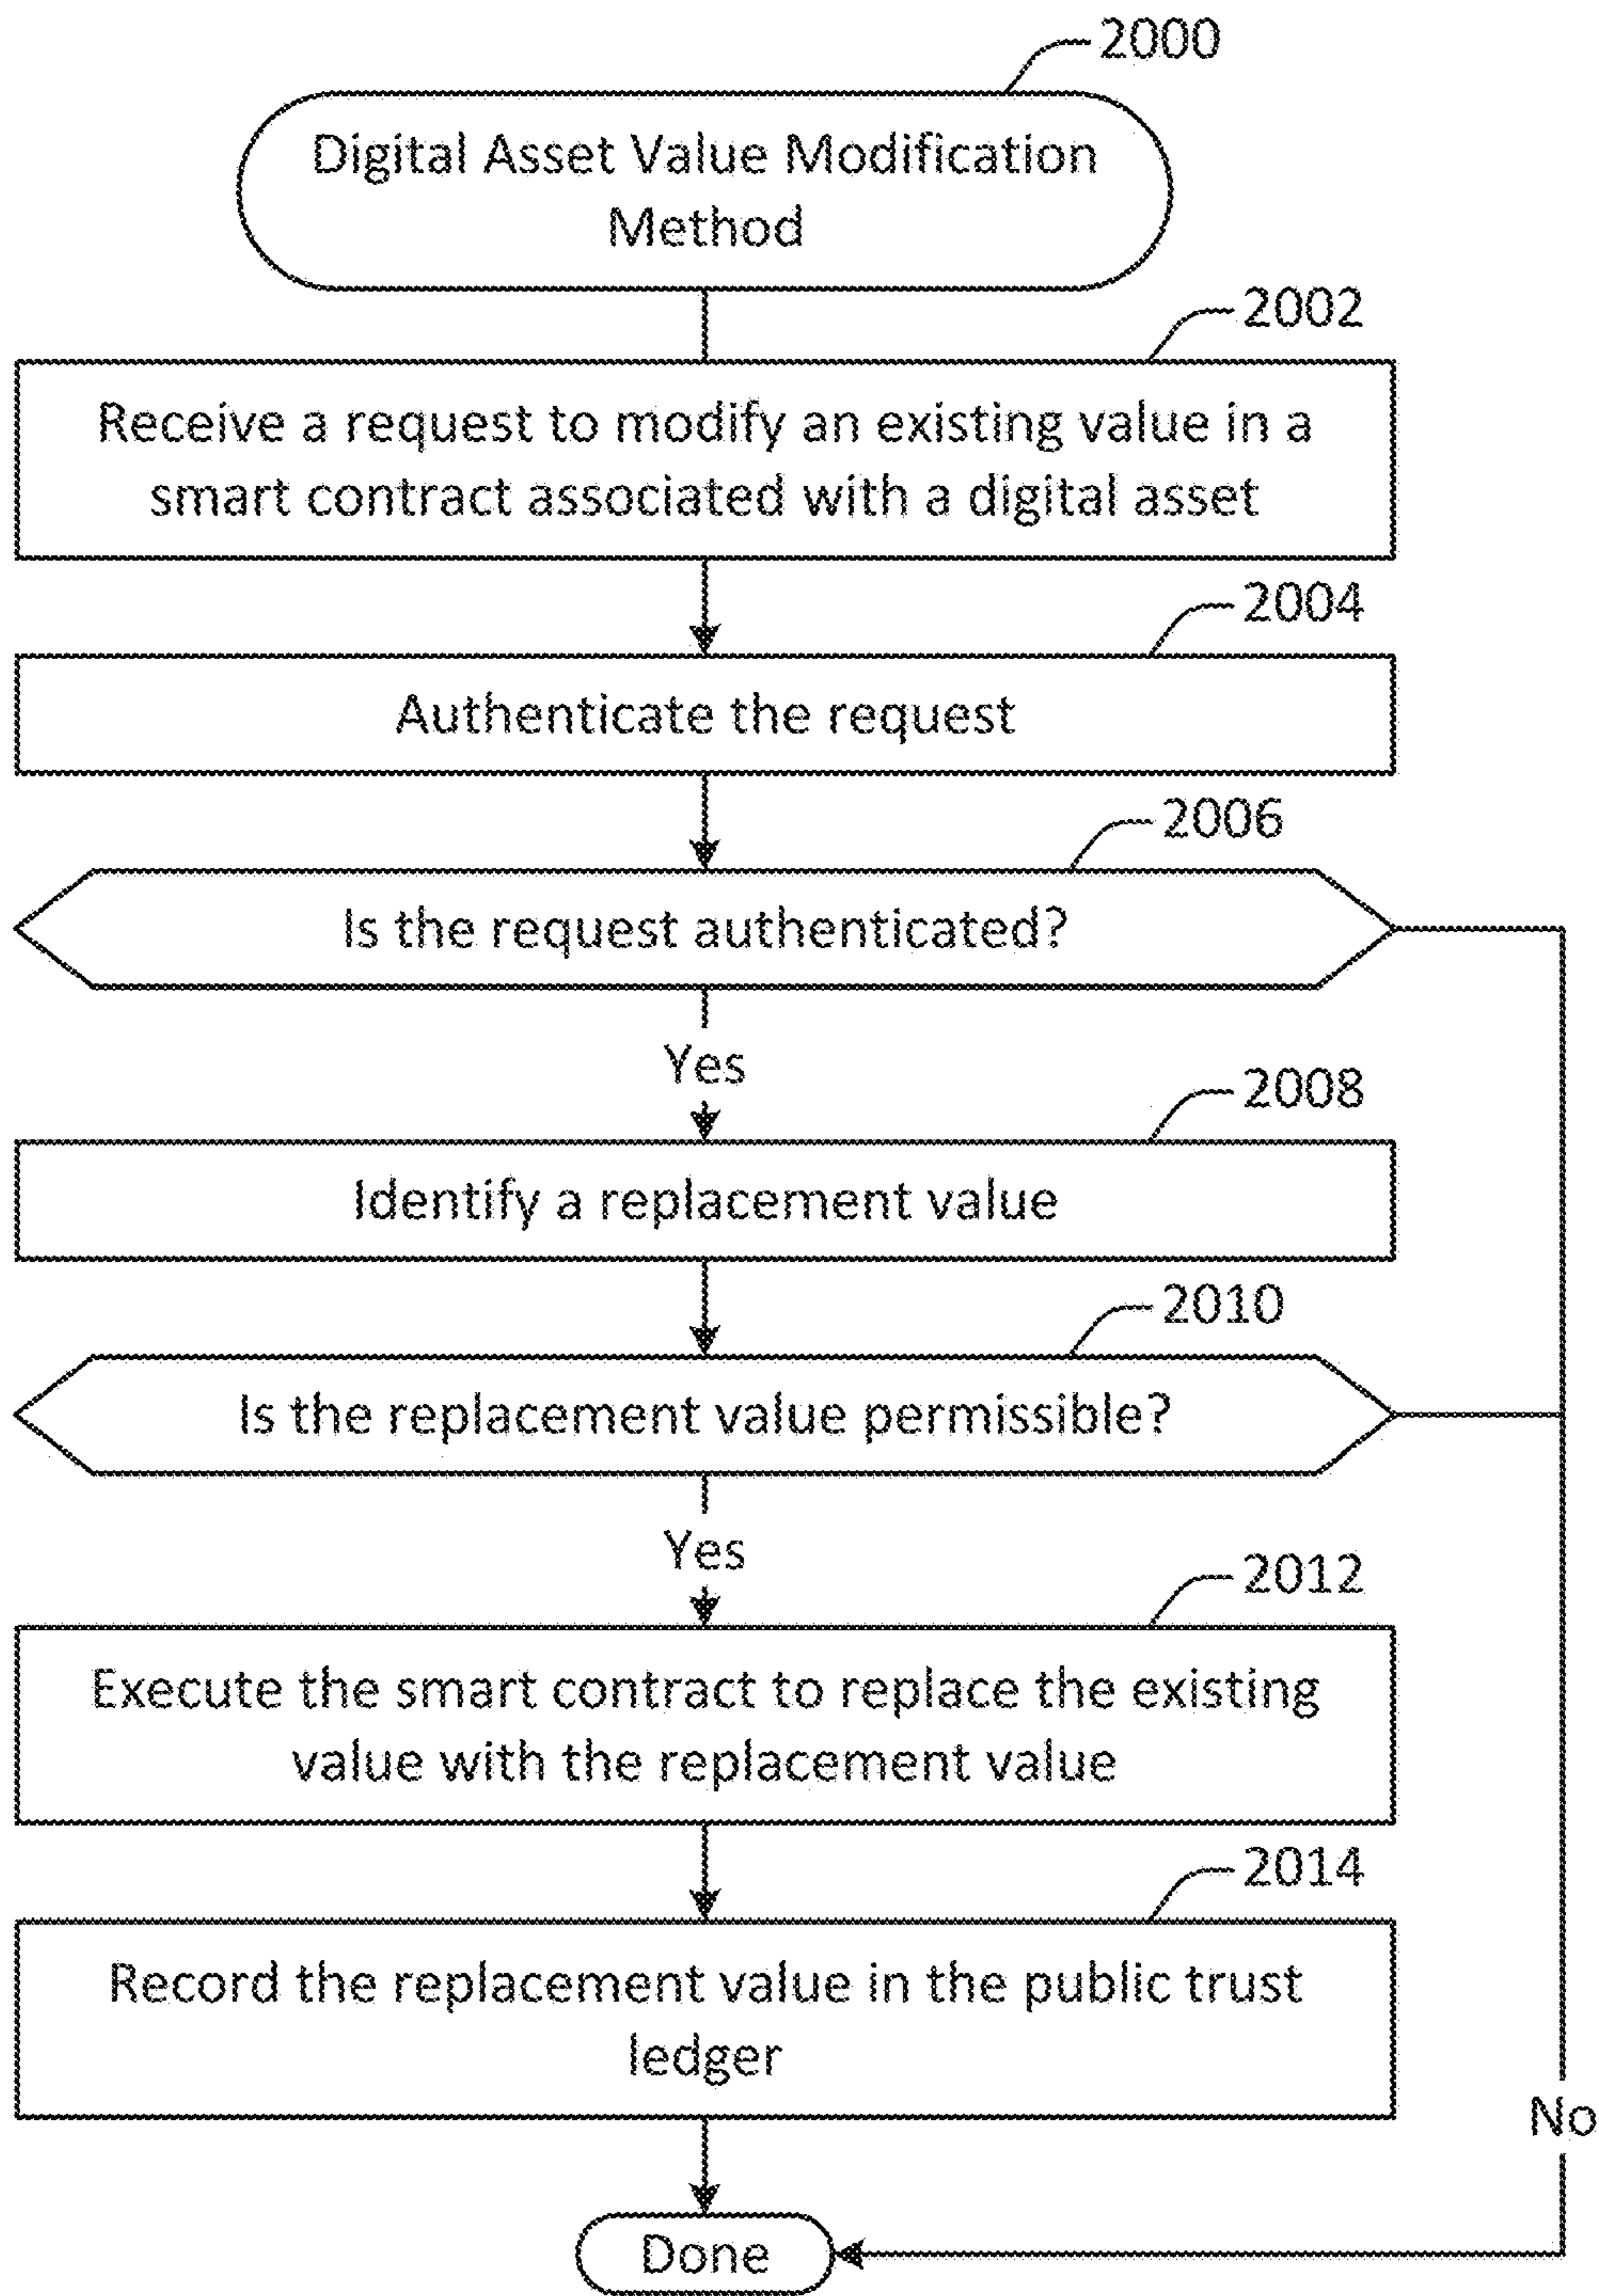 2000
Digital Asset Value Modification
Method
2002
Receive a request to modify an existing value in a
smart contract associated with a digital asset
2004
Authenticate the request
2006
Is the request authenticated?
Yes
2008
Identify a replacement value
2010
Is the replacement value permissible?
Yes
2012
Execute the smart contract to replace the existing
value with the replacement value
2014
Record the replacement value in the public trust
ledger
No
Done